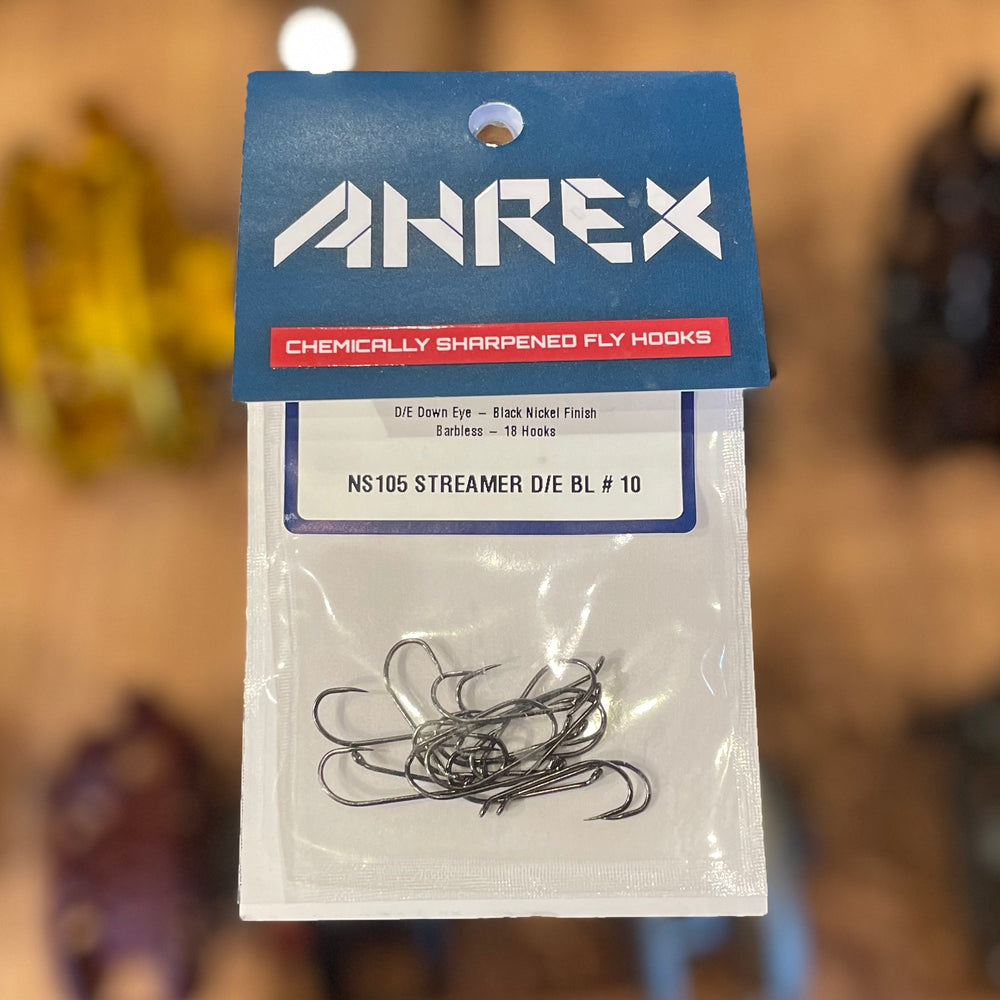 AHREX
CHEMICALLY SHARPENED FLY HOOKS
D/E Down Eye – Black Nickel Finish
Barbless – 18 Hooks
NS105 STREAMER D/E BL # 10